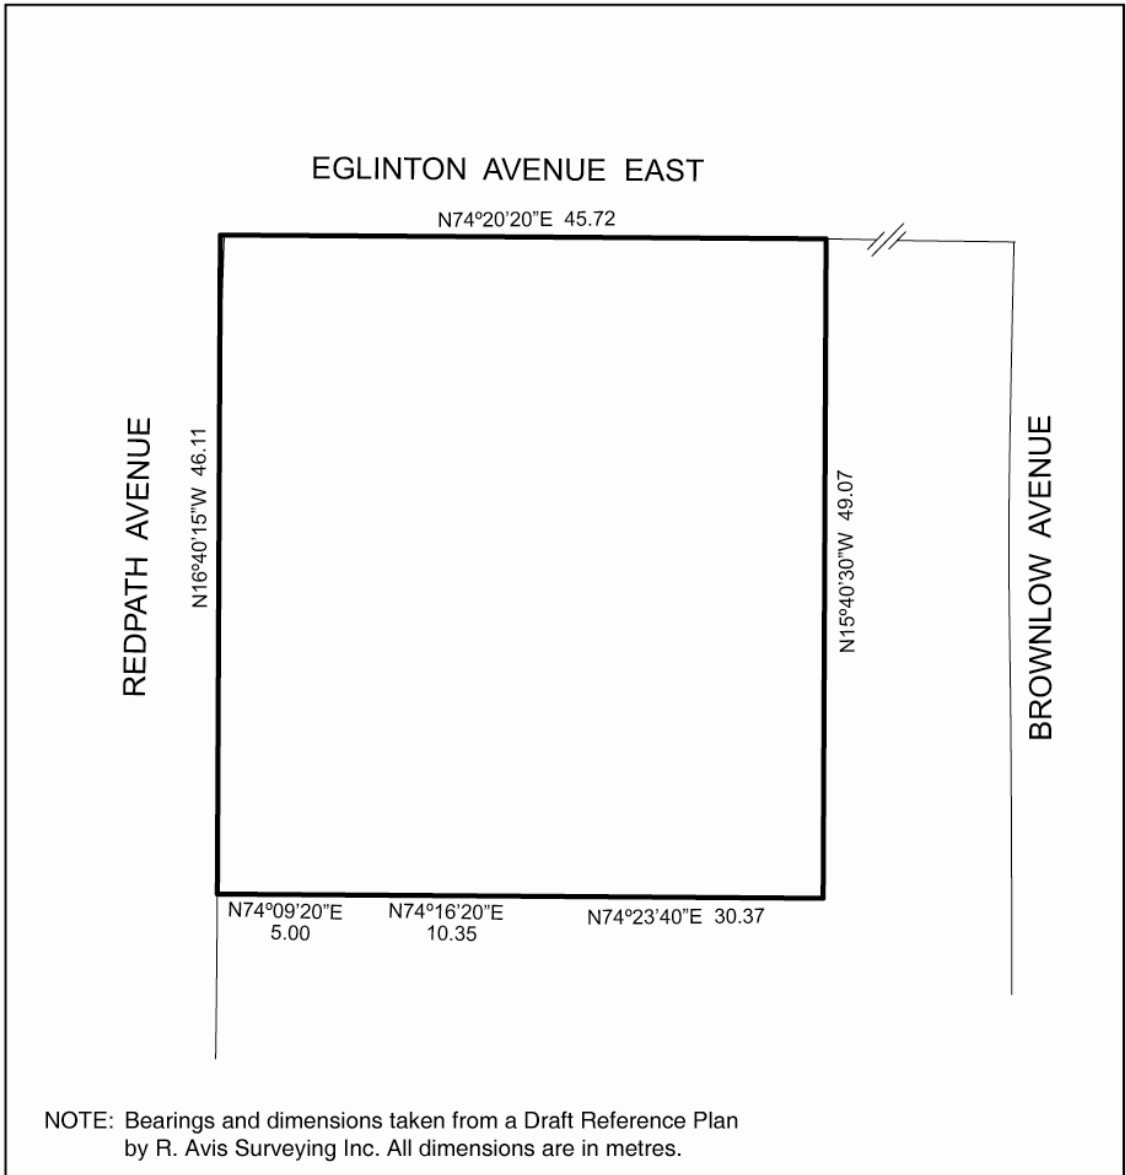 EGLINTON AVENUE EAST
N74º20'20"E 45.72
REDPATH AVENUE
N16º40'15"W 46.11
N15º40'30"W 49.07
BROWNLOW AVENUE
N74º09'20"E
5.00
N74º16'20"E
10.35
N74º23'40"E 30.37
NOTE: Bearings and dimensions taken from a Draft Reference Plan
by R. Avis Surveying Inc. All dimensions are in metres.